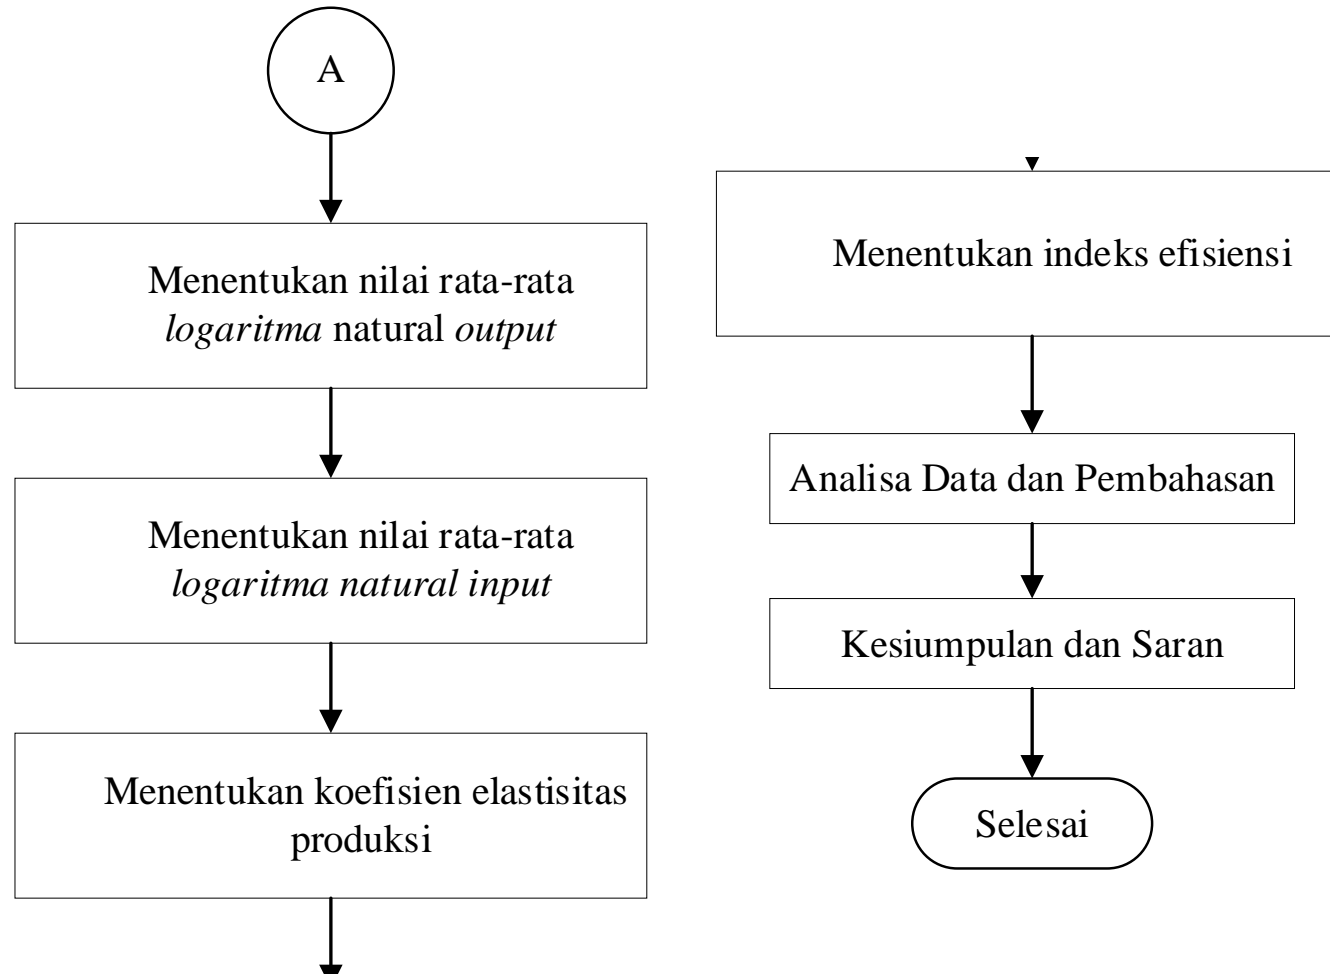 A
Menentukan nilai rata-rata
logaritma natural output
Menentukan nilai rata-rata
logaritma natural input
Menentukan koefisien elastisitas
produksi
Menentukan indeks efisiensi
Analisa Data dan Pembahasan
Kesiumpulan dan Saran
Selesai